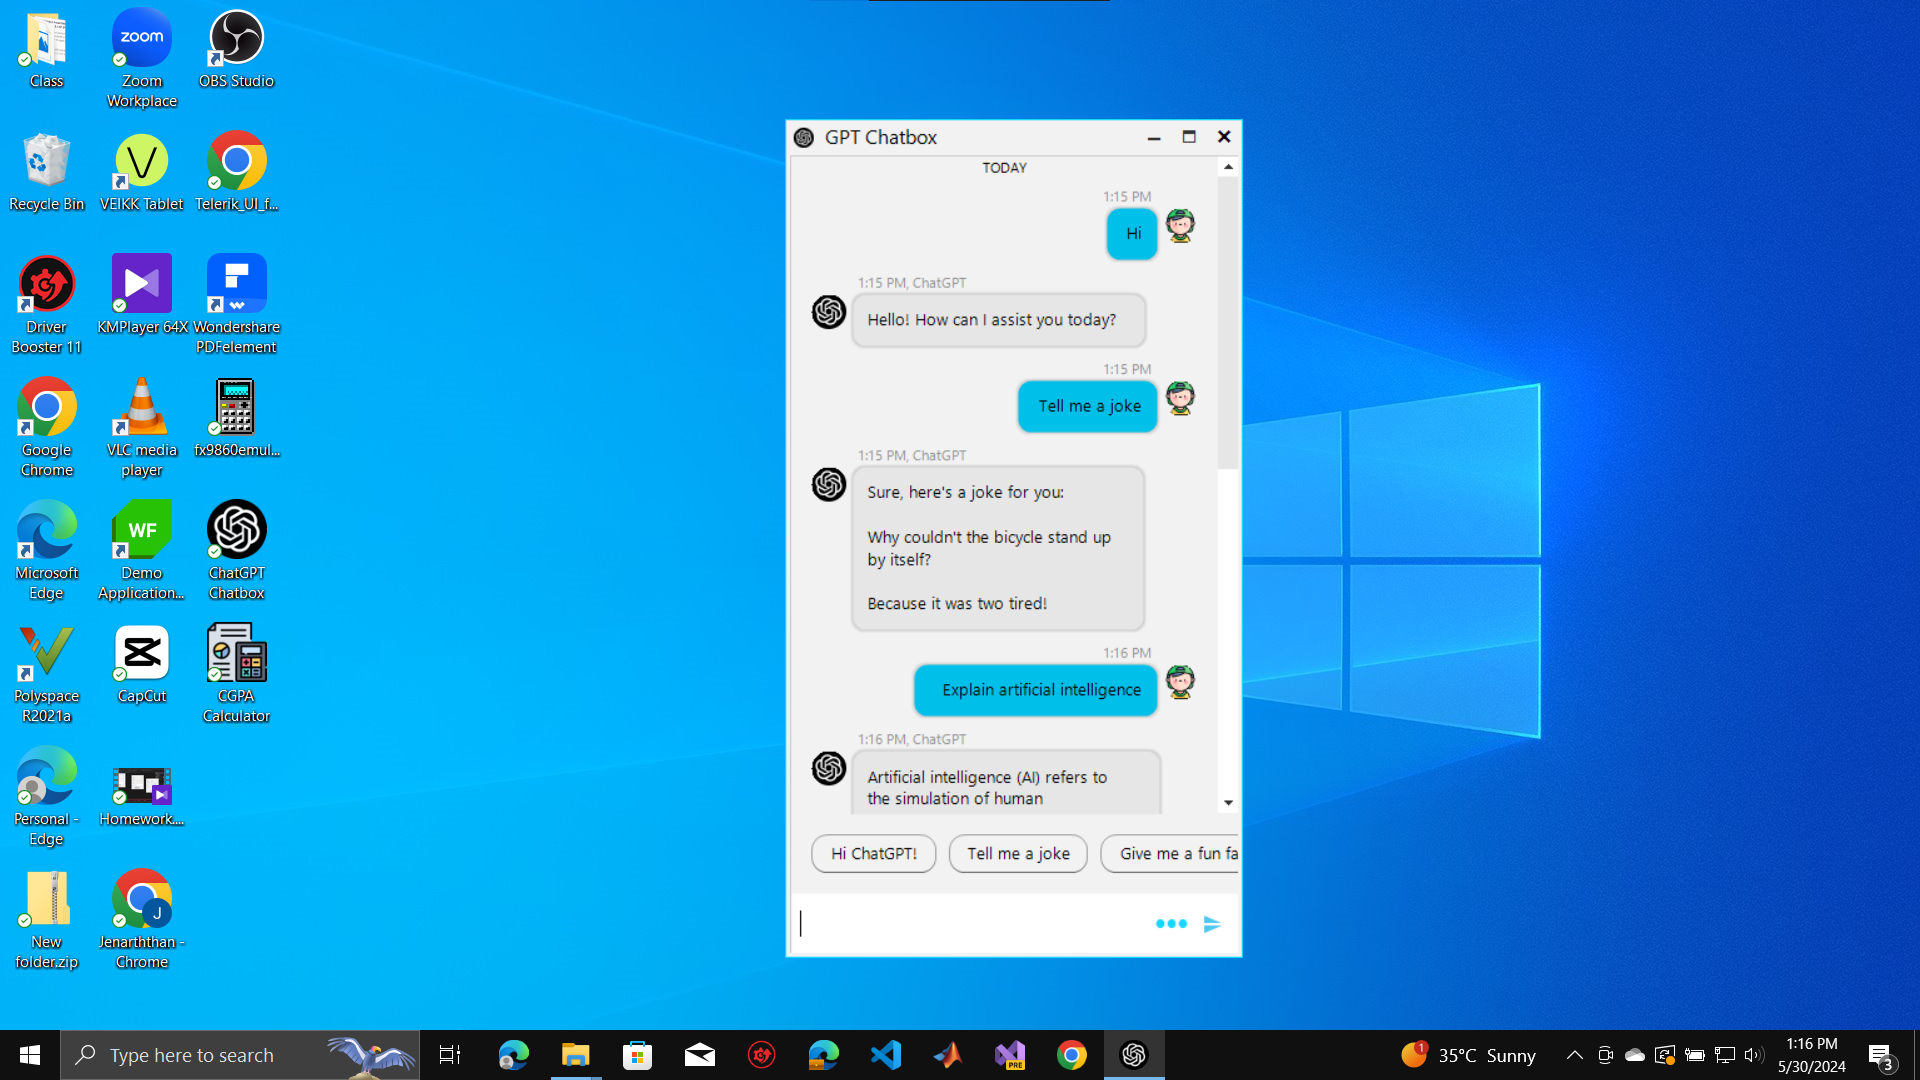 Class
Zoom
Workplace
zoom
OBS Studio
Recycle Bin
V
VEIKK Tablet
Telerik_UI_f...
Driver
Booster 11
KMPlayer 64X
Wondershare
PDFelement
Google
Chrome
VLC media
player
fx9860emul...
Microsoft
Edge
WF
Demo
Application...
ChatGPT
Chatbox
Polyspace
R2021a
CapCut
CGPA
Calculator
Personal -
Edge
Homework....
New
folder.zip
J
Jenarththan -
Chrome
GPT Chatbox
TODAY
1:15 PM
Hi
1:15 PM, ChatGPT
Hello! How can I assist you today?
1:15 PM
Tell me a joke
1:15 PM, ChatGPT
Sure, here's a joke for you:
Why couldn't the bicycle stand up
by itself?
Because it was two tired!
1:16 PM
Explain artificial intelligence
1:16 PM, ChatGPT
Artificial intelligence (AI) refers to
the simulation of human
Hi ChatGPT!
Tell me a joke
Give me a fun fa
Type here to search
PRE
1
35°C Sunny
1:16 PM
5/30/2024
3